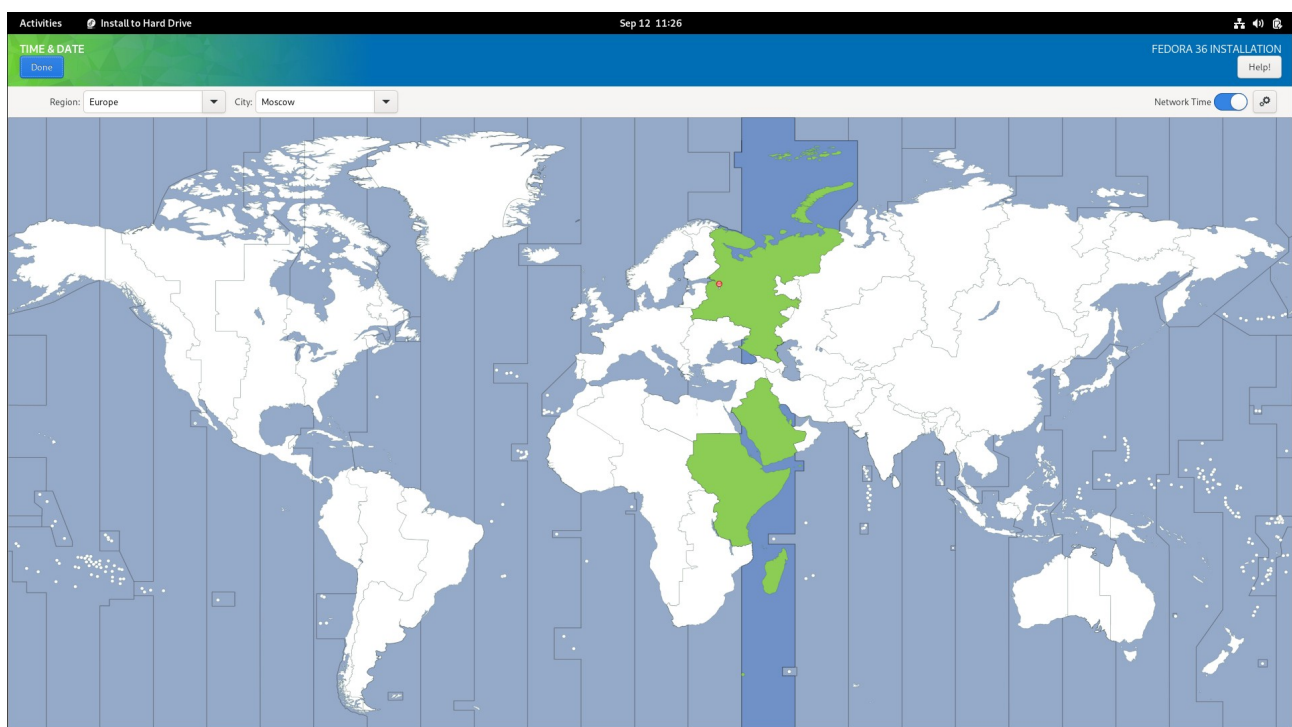 Activities Install to Hard Drive Sep 12 11:26
TIME & DATE FEDORA 36 INSTALLATION
Done Help!
Region: Europe City: Moscow Network Time